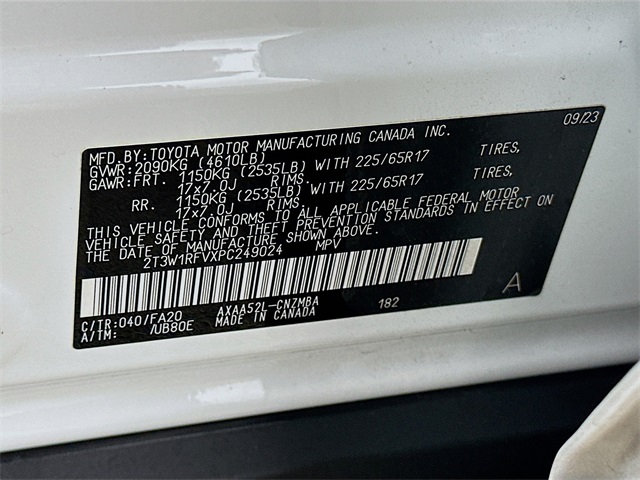 MFD.BY:TOYOTA MOTOR MANUFACTURING CANADA INC. 09/23
GVWR:2090KG (4610LB)
GAWR:FRT. 1150KG (2535LB) WITH 225/65R17 TIRES,
17x7.0J RIMS.
RR. 1150KG (2535LB) WITH 225/65R17 TIRES,
17x7.0J RIMS.
THIS VEHICLE CONFORMS TO ALL APPLICABLE FEDERAL MOTOR
VEHICLE SAFETY AND THEFT PREVENTION STANDARDS IN EFFECT ON
THE DATE OF MANUFACTURE SHOWN ABOVE.
2T3W1RFVXPC249024 MPV
A
C/TR:040/FA20 AXAA52L-CNZMBA 182
A/TM: /UB80E MADE IN CANADA